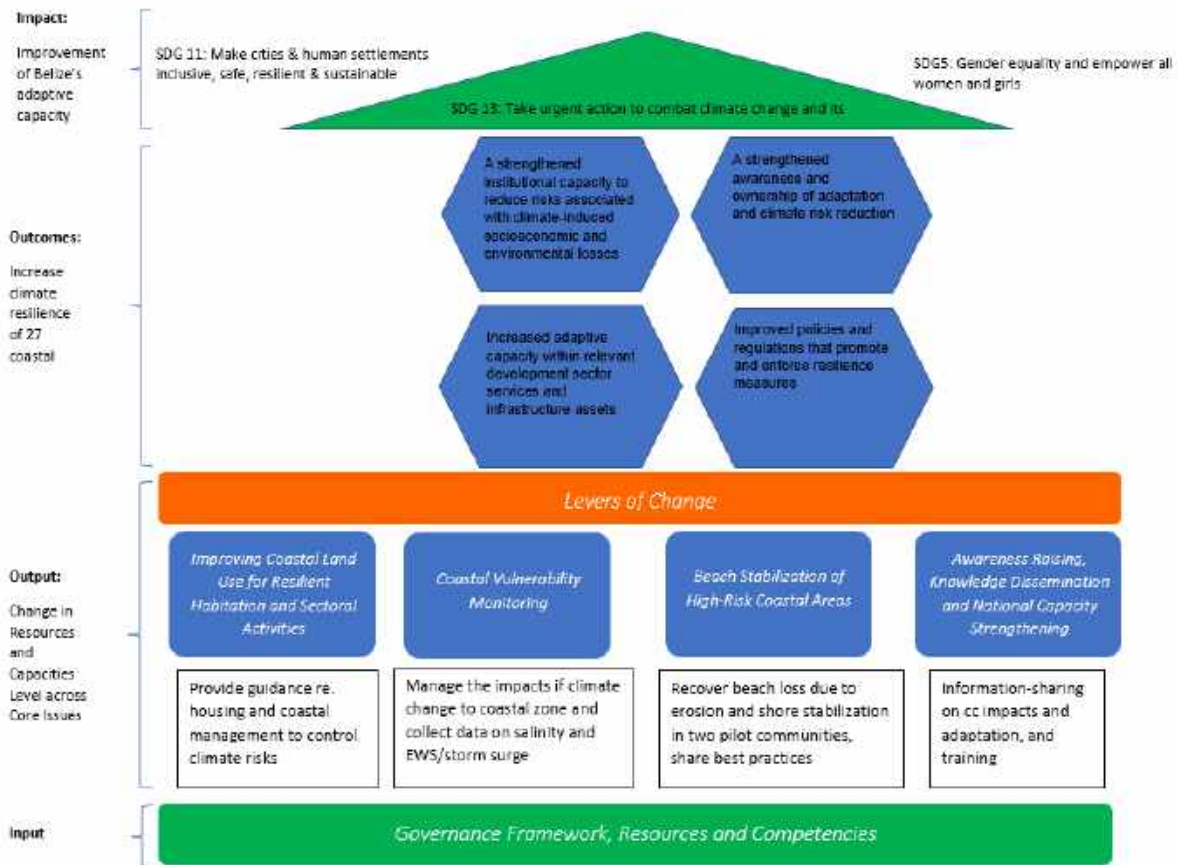 Impact:
Improvement
of Belize's
adaptive
capacity
SDG 11: Make cities & human settlements
inclusive, safe, resilient & sustainable
SDG 13: Take urgent action to combat climate change and its
SDG5: Gender equality and empower all
women and girls
Outcomes:
Increase
climate
resilience
of 27
coastal
A strengthened
institutional capacity to
reduce risks associated
with climate-induced
socioeconomic and
environmental losses
A strengthened
awareness and
ownership of adaptation
and climate risk reduction
Increased adaptive
capacity within relevant
development sector
services and
infrastructure assets
Improved policies and
regulations that promote
and enforce resilience
measures
Levers of Change
Output:
Change in
Resources
and
Capacities
Level across
Core Issues
Improving Coastal Land
Use for Resilient
Habitation and Sectoral
Activities
Coastal Vulnerability
Monitoring
Beach Stabilization of
High-Risk Coastal Areas
Awareness Raising,
Knowledge Dissemination
and National Capacity
Strengthening
Provide guidance re.
housing and coastal
management to control
climate risks
Manage the impacts if climate
change to coastal zone and
collect data on salinity and
EWS/storm surge
Recover beach loss due to
erosion and shore stabilization
in two pilot communities,
share best practices
Information-sharing
on cc impacts and
adaptation, and
training
Input
Governance Framework, Resources and Competencies